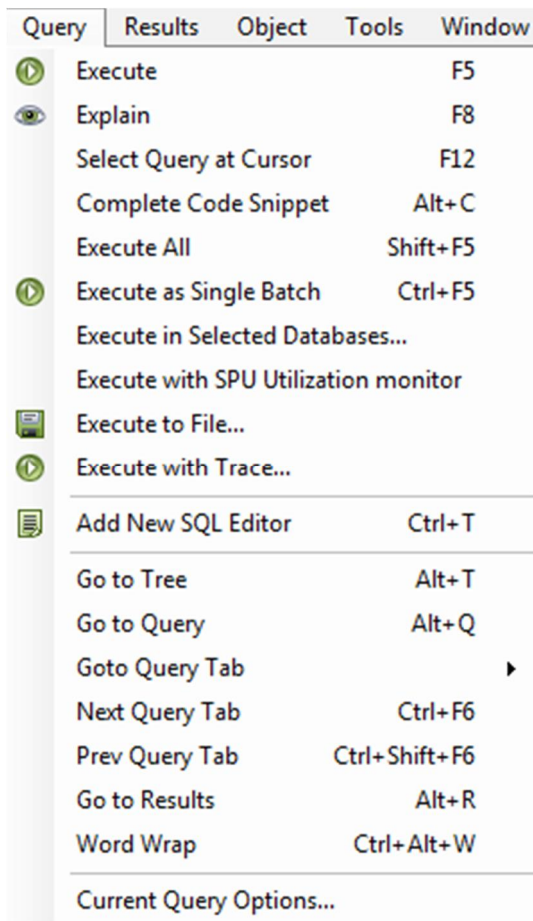 Query Results Object Tools Window
Execute F5
Explain F8
Select Query at Cursor F12
Complete Code Snippet Alt+C
Execute All Shift+F5
Execute as Single Batch Ctrl+F5
Execute in Selected Databases...
Execute with SPU Utilization monitor
Execute to File...
Execute with Trace...
Add New SQL Editor Ctrl+T
Go to Tree Alt+T
Go to Query Alt+Q
Goto Query Tab
Next Query Tab Ctrl+F6
Prev Query Tab Ctrl+Shift+F6
Go to Results Alt+R
Word Wrap Ctrl+Alt+W
Current Query Options...